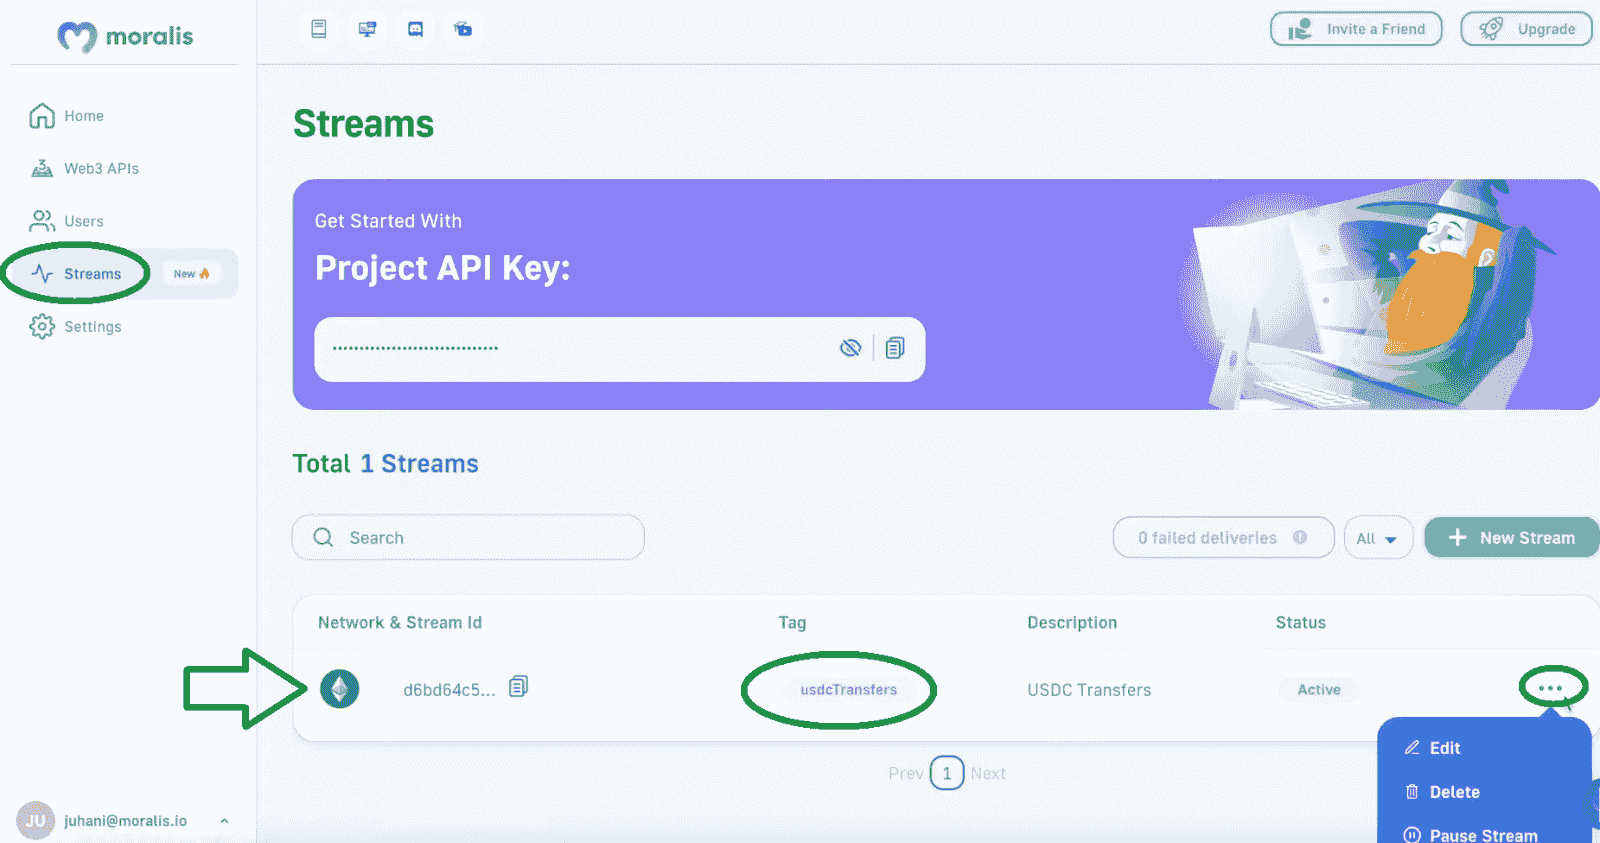 moralis
Invite a Friend
Upgrade
Home
Web3 APIs
Users
Streams
New
Settings
Streams
Get Started With
Project API Key:
Total 1 Streams
Search
0 failed deliveries
All
+ New Stream
Network & Stream Id
Tag
Description
Status
d6bd64c5...
usdcTransfers
USDC Transfers
Active
Edit
Delete
Pause Stream
Prev 1 Next
JU
juhani@moralis.io